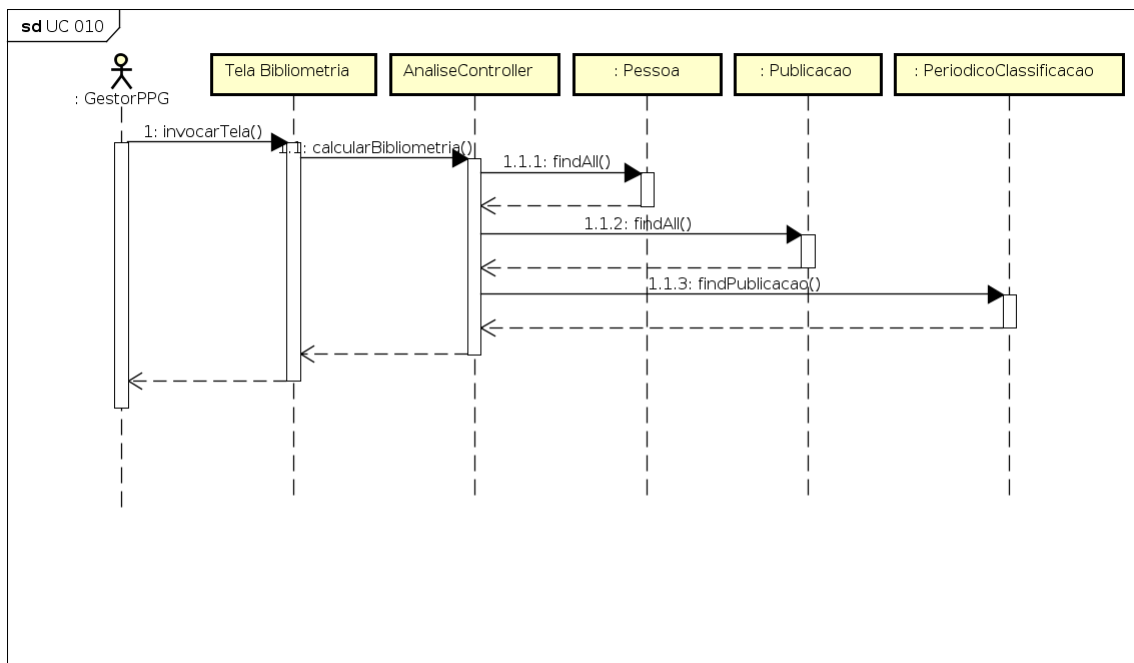 sd UC 010
Tela Bibliometria
AnaliseController
: Pessoa
: Publicacao
: PeriodicoClassificacao
: GestorPPG
1: invocarTela()
1.1: calcularBibliometria()
1.1.1: findAll()
1.1.2: findAll()
1.1.3: findPublicacao()